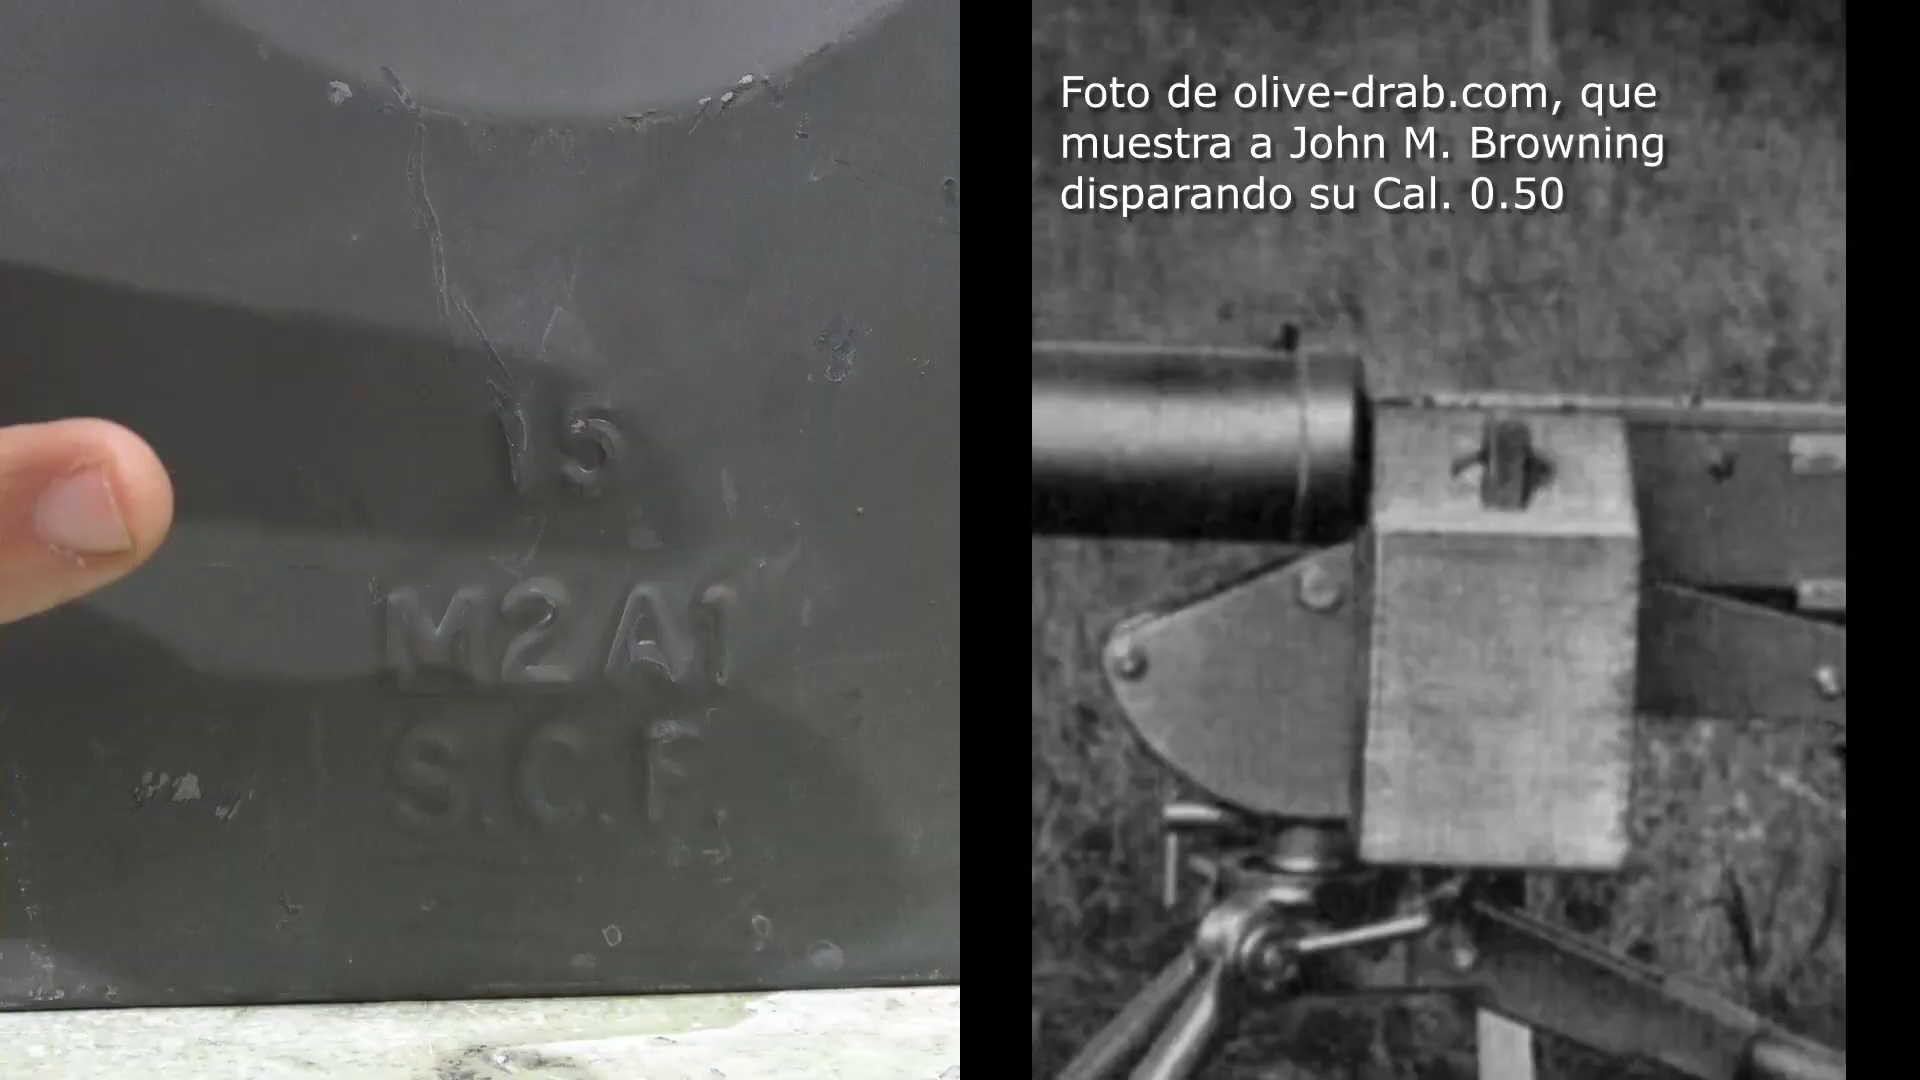 15
M2A1
S.C.F.
Foto de olive-drab.com, que
muestra a John M. Browning
disparando su Cal. 0.50